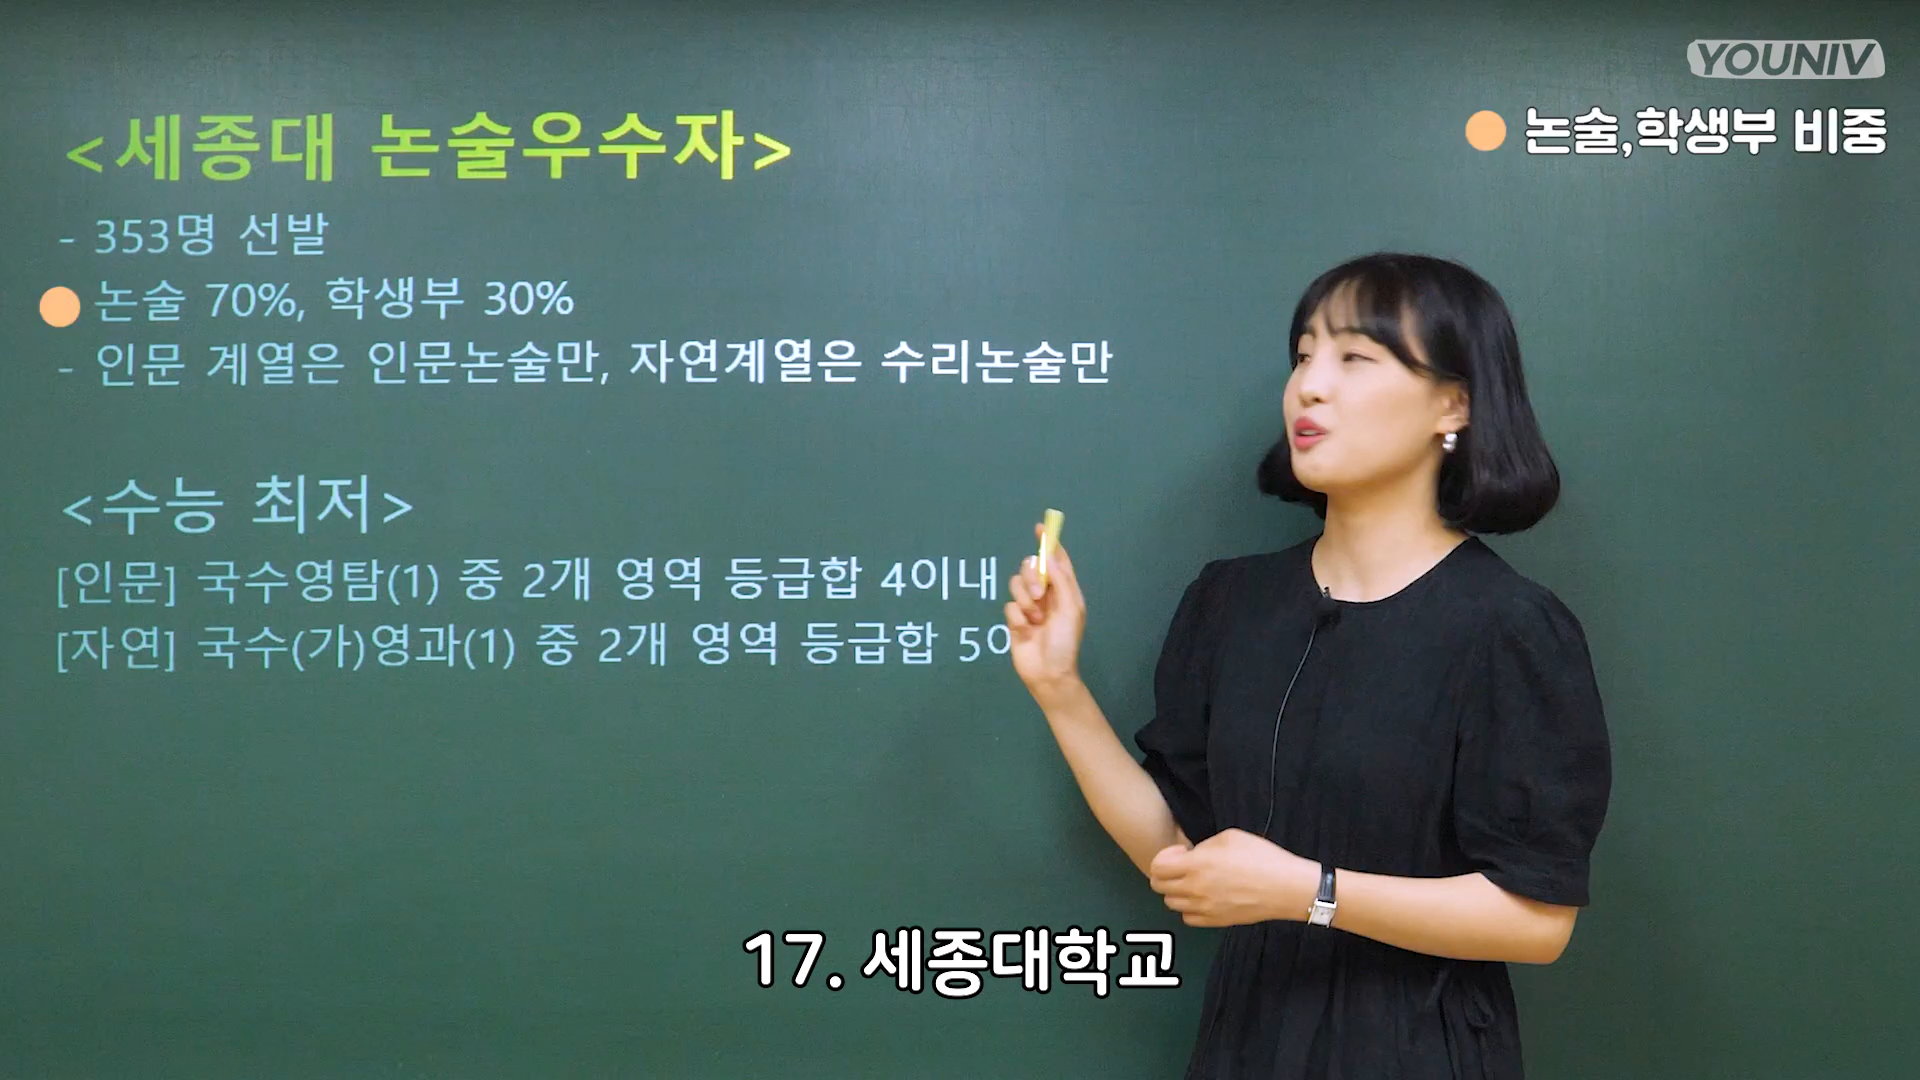 YOUNIV
논술,학생부 비중
<세종대 논술우수자>
- 353명 선발
논술 70%, 학생부 30%
- 인문 계열은 인문논술만, 자연계열은 수리논술만
<수능 최저>
[인문] 국수영탐(1) 중 2개 영역 등급합 4이내
[자연] 국수(가)영과(1) 중 2개 영역 등급합 5
17. 세종대학교